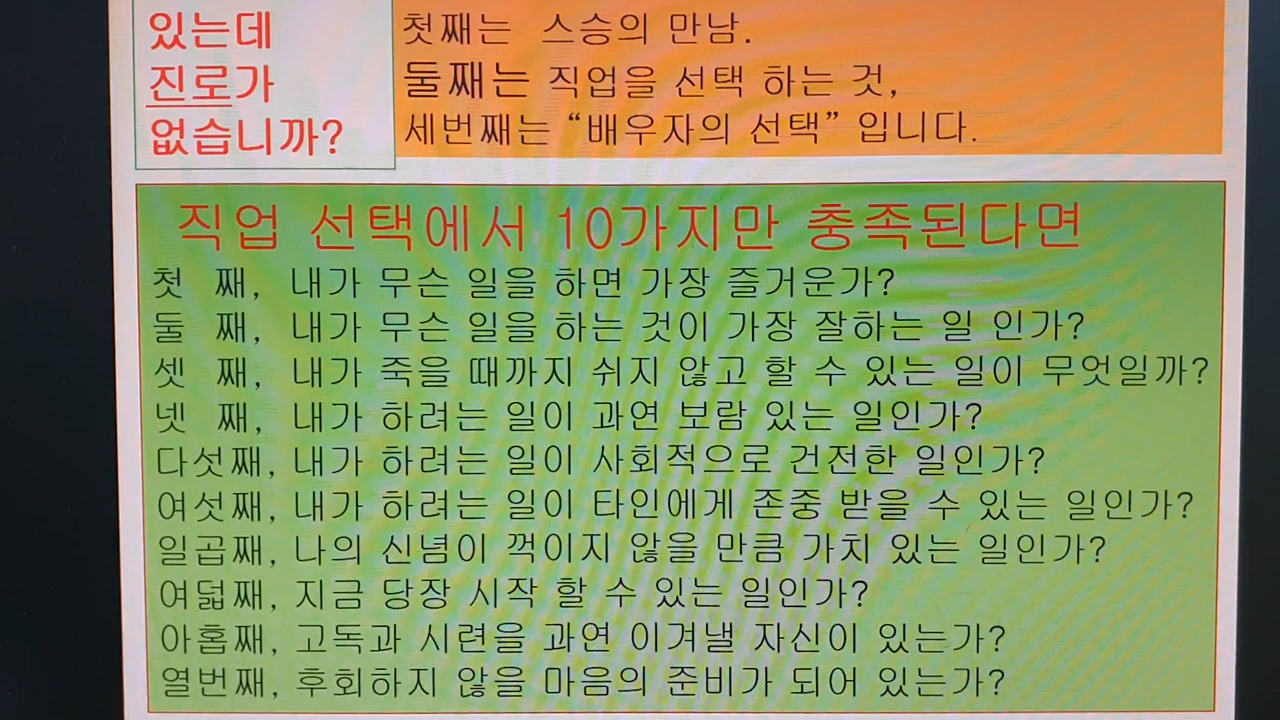 있는데
진로가
없습니까?
첫째는 스승의 만남.
둘째는 직업을 선택 하는 것,
세번째는 “배우자의 선택” 입니다.
직업 선택에서 10가지만 충족된다면
첫 째, 내가 무슨 일을 하면 가장 즐거운가?
둘 째, 내가 무슨 일을 하는 것이 가장 잘하는 일 인가?
셋 째, 내가 죽을 때까지 쉬지 않고 할 수 있는 일이 무엇일까?
넷 째, 내가 하려는 일이 과연 보람 있는 일인가?
다섯째, 내가 하려는 일이 사회적으로 건전한 일인가?
여섯째, 내가 하려는 일이 타인에게 존중 받을 수 있는 일인가?
일곱째, 나의 신념이 꺽이지 않을 만큼 가치 있는 일인가?
여덟째, 지금 당장 시작 할 수 있는 일인가?
아홉째, 고독과 시련을 과연 이겨낼 자신이 있는가?
열번째, 후회하지 않을 마음의 준비가 되어 있는가?